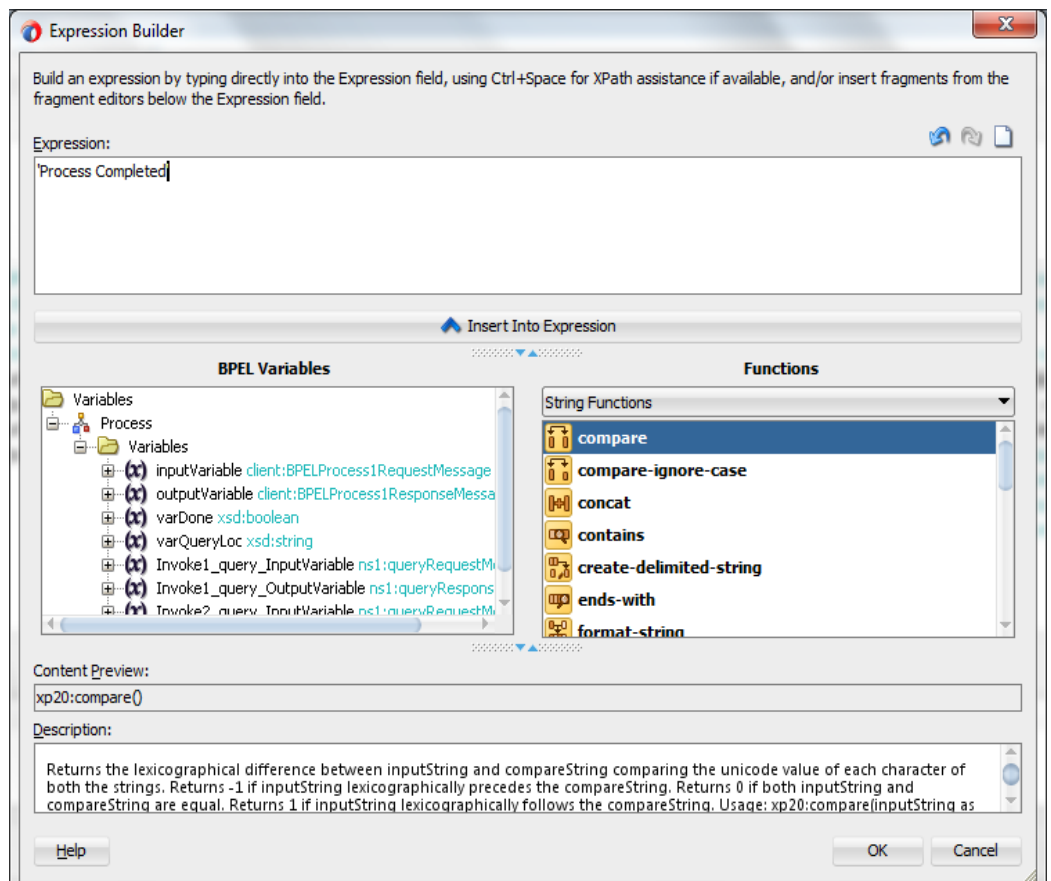 Expression Builder
Build an expression by typing directly into the Expression field, using Ctrl+Space for XPath assistance if available, and/or insert fragments from the
fragment editors below the Expression field.
Expression:
'Process Completed
Insert Into Expression
BPEL Variables
Variables
Process
Variables
(x) inputVariable client:BPELProcess1RequestMessage
(x) outputVariable client:BPELProcess1ResponseMessa
(x) varDone xsd:boolean
(x) varQueryLoc xsd:string
(x) Invoke1_query_InputVariable ns1:queryRequestM
(x) Invoke1_query_OutputVariable ns1:queryRespons
(x) Invoke2_query_InputVariable ns1:queryRequestM
Functions
String Functions
compare
compare-ignore-case
concat
contains
create-delimited-string
ends-with
format-string
Content Preview:
xp20:compare()
Description:
Returns the lexicographical difference between inputString and compareString comparing the unicode value of each character of
both the strings. Returns -1 if inputString lexicographically precedes the compareString. Returns 0 if both inputString and
compareString are equal. Returns 1 if inputString lexicographically follows the compareString. Usage: xp20:compare(inputString as
Help
OK
Cancel